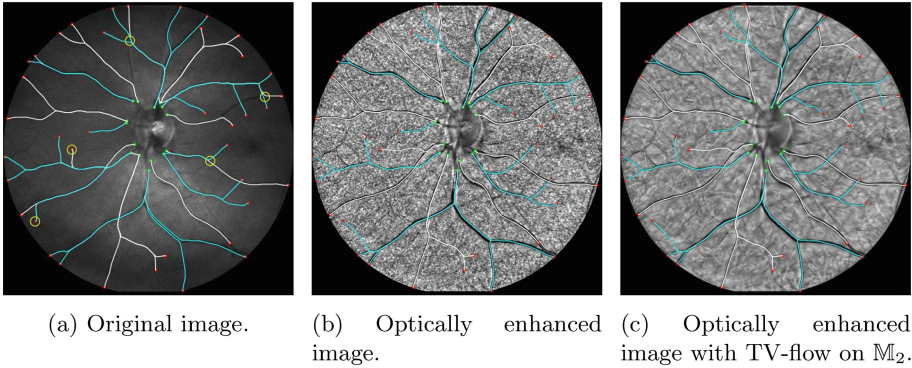 (a) Original image.
(b) Optically enhanced
image.
(c) Optically enhanced
image with TV-flow on 𝕄₂.